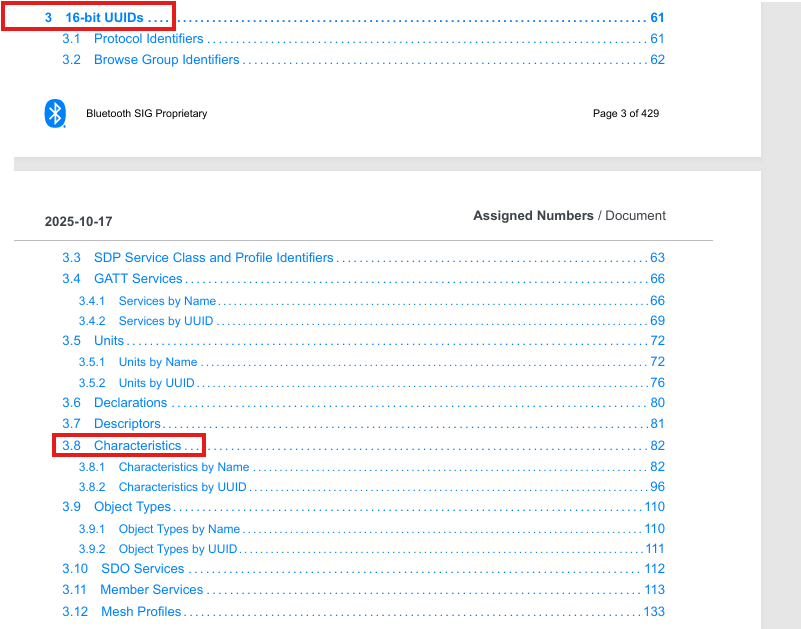 3 16-bit UUIDs .................................................. 61
3.1 Protocol Identifiers .................................................. 61
3.2 Browse Group Identifiers .................................................. 62
Bluetooth SIG Proprietary Page 3 of 429
2025-10-17 Assigned Numbers / Document
3.3 SDP Service Class and Profile Identifiers .................................................. 63
3.4 GATT Services .................................................. 66
3.4.1 Services by Name .................................................. 66
3.4.2 Services by UUID .................................................. 69
3.5 Units .................................................. 72
3.5.1 Units by Name .................................................. 72
3.5.2 Units by UUID .................................................. 76
3.6 Declarations .................................................. 80
3.7 Descriptors .................................................. 81
3.8 Characteristics .................................................. 82
3.8.1 Characteristics by Name .................................................. 82
3.8.2 Characteristics by UUID .................................................. 96
3.9 Object Types .................................................. 110
3.9.1 Object Types by Name .................................................. 110
3.9.2 Object Types by UUID .................................................. 111
3.10 SDO Services .................................................. 112
3.11 Member Services .................................................. 113
3.12 Mesh Profiles .................................................. 133